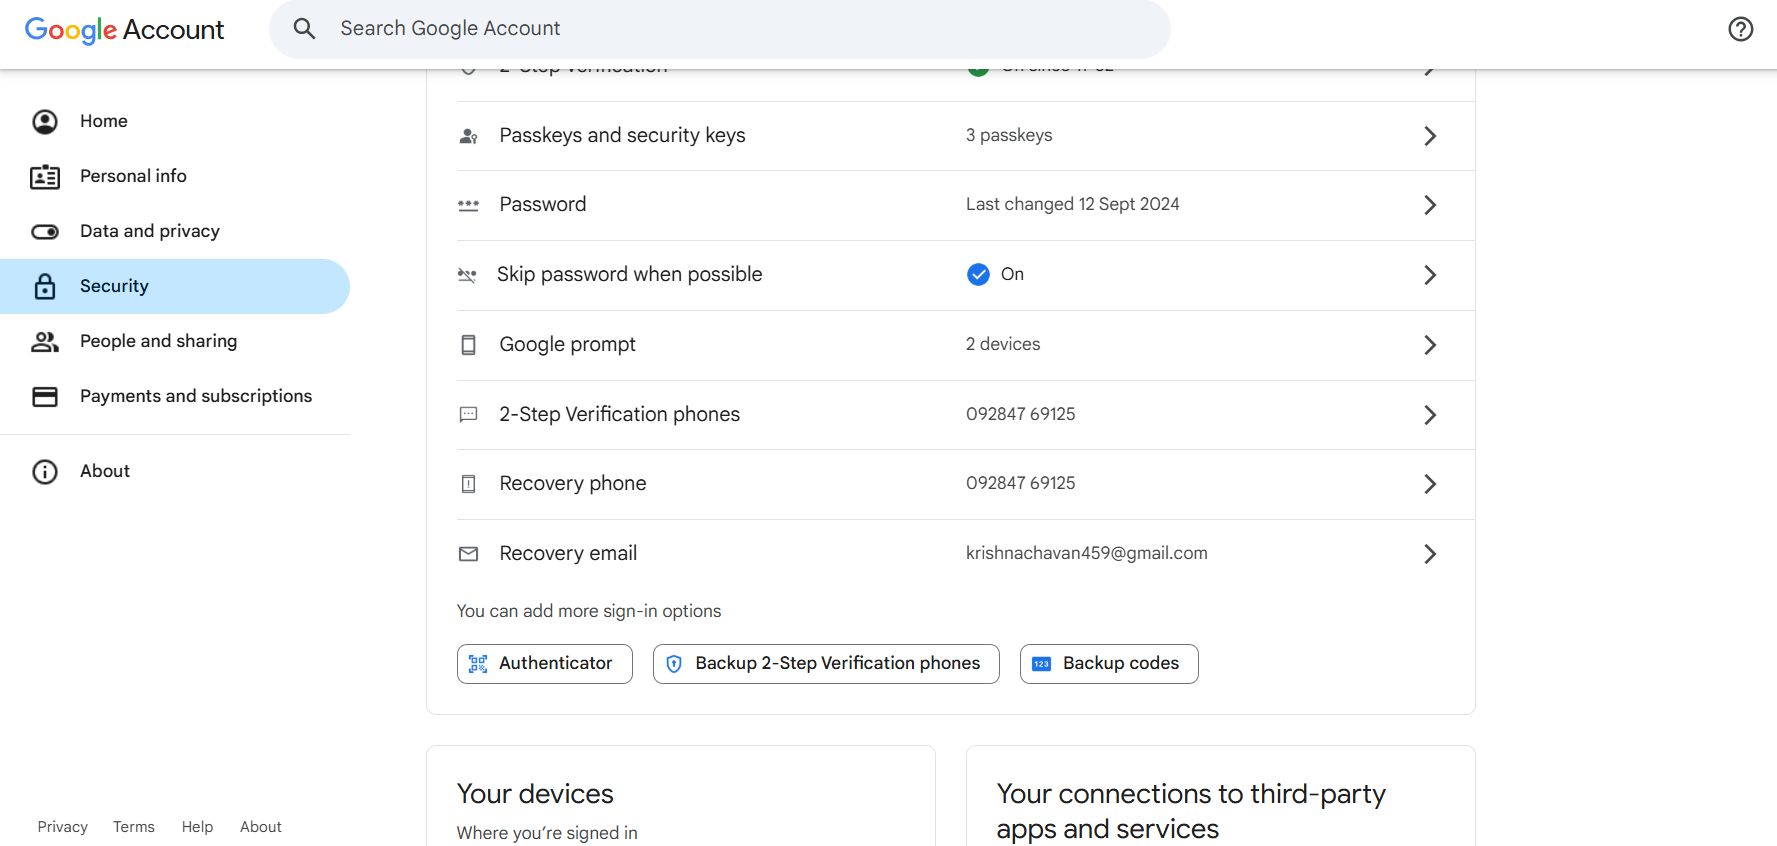 Google Account
Search Google Account
2-Step Verification
Home
Passkeys and security keys
3 passkeys
Personal info
Password
Last changed 12 Sept 2024
Data and privacy
Skip password when possible
On
Security
People and sharing
Google prompt
2 devices
Payments and subscriptions
2-Step Verification phones
092847 69125
About
Recovery phone
092847 69125
Recovery email
krishnachavan459@gmail.com
You can add more sign-in options
Authenticator
Backup 2-Step Verification phones
123
Backup codes
Your devices
Where you're signed in
Your connections to third-party
apps and services
Privacy
Terms
Help
About